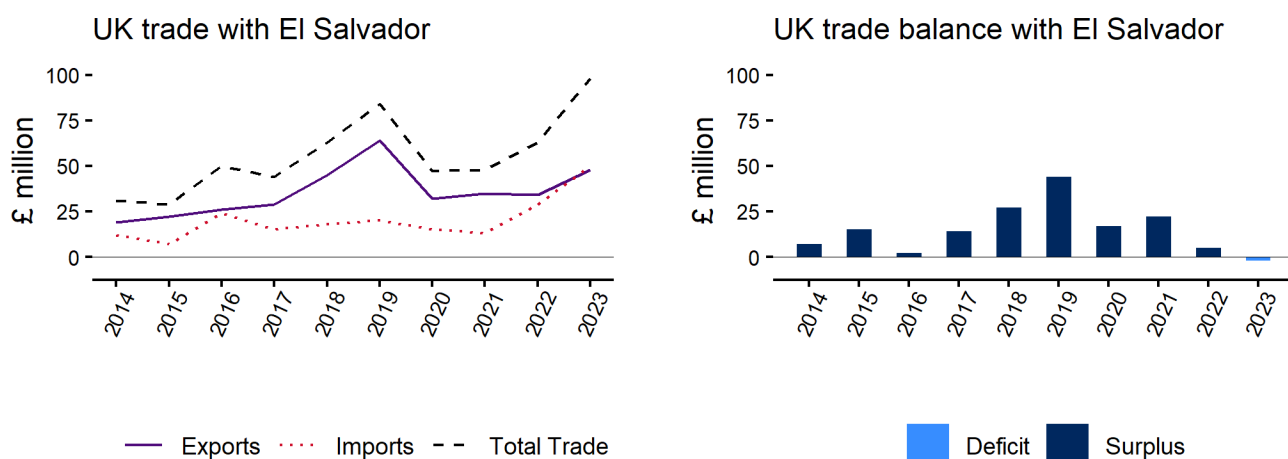 UK trade with El Salvador
£ million
100
75
50
25
0
2014 2015 2016 2017 2018 2019 2020 2021 2022 2023
Exports Imports Total Trade
UK trade balance with El Salvador
£ million
100
75
50
25
0
2014 2015 2016 2017 2018 2019 2020 2021 2022 2023
Deficit Surplus